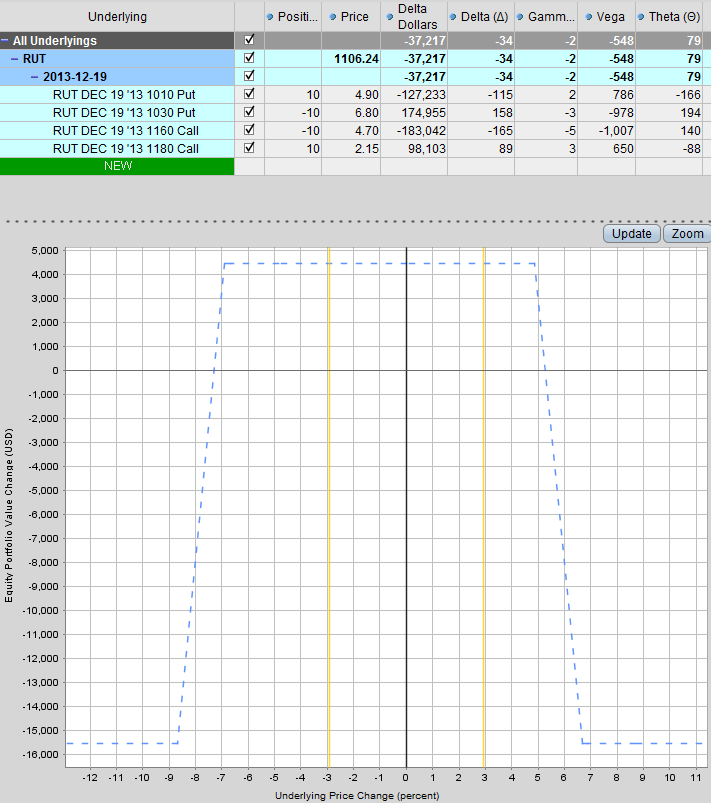 Underlying Positi... Price Delta Dollars Delta (Δ) Gamm... Vega Theta (Θ)
− All Underlyings -37,217 -34 -2 -548 79
− RUT 1106.24 -37,217 -34 -2 -548 79
− 2013-12-19 -37,217 -34 -2 -548 79
RUT DEC 19 '13 1010 Put 10 4.90 -127,233 -115 2 786 -166
RUT DEC 19 '13 1030 Put -10 6.80 174,955 158 -3 -978 194
RUT DEC 19 '13 1160 Call -10 4.70 -183,042 -165 -5 -1,007 140
RUT DEC 19 '13 1180 Call 10 2.15 98,103 89 3 650 -88
NEW
Update Zoom
5,000
4,000
3,000
2,000
1,000
0
-1,000
-2,000
-3,000
-4,000
-5,000
-6,000
-7,000
-8,000
-9,000
-10,000
-11,000
-12,000
-13,000
-14,000
-15,000
-16,000
Equity Portfolio Value Change (USD)
-12 -11 -10 -9 -8 -7 -6 -5 -4 -3 -2 -1 0 1 2 3 4 5 6 7 8 9 10 11
Underlying Price Change (percent)